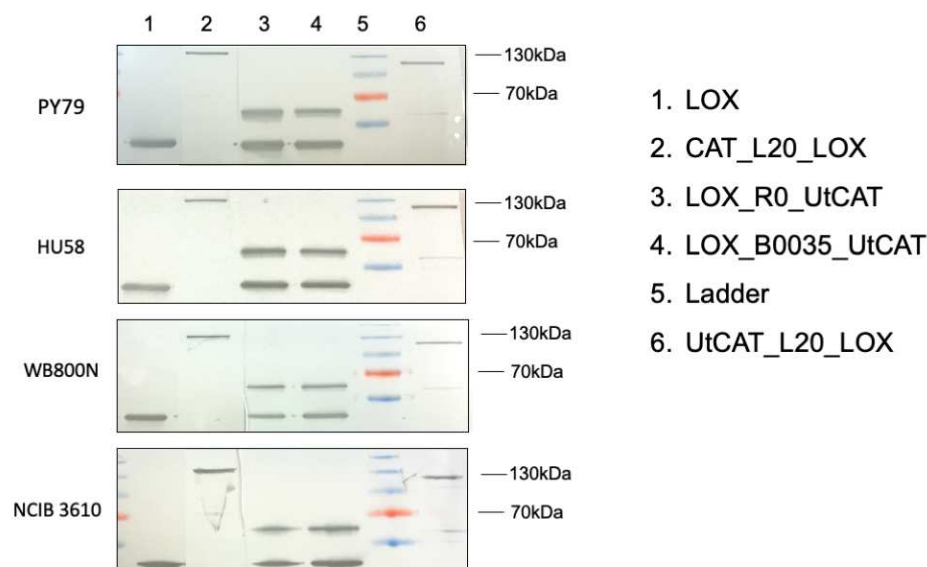 1 2 3 4 5 6
PY79
130kDa
70kDa
HU58
130kDa
70kDa
WB800N
130kDa
70kDa
NCIB 3610
130kDa
70kDa
1. LOX
2. CAT_L20_LOX
3. LOX_R0_UtCAT
4. LOX_B0035_UtCAT
5. Ladder
6. UtCAT_L20_LOX